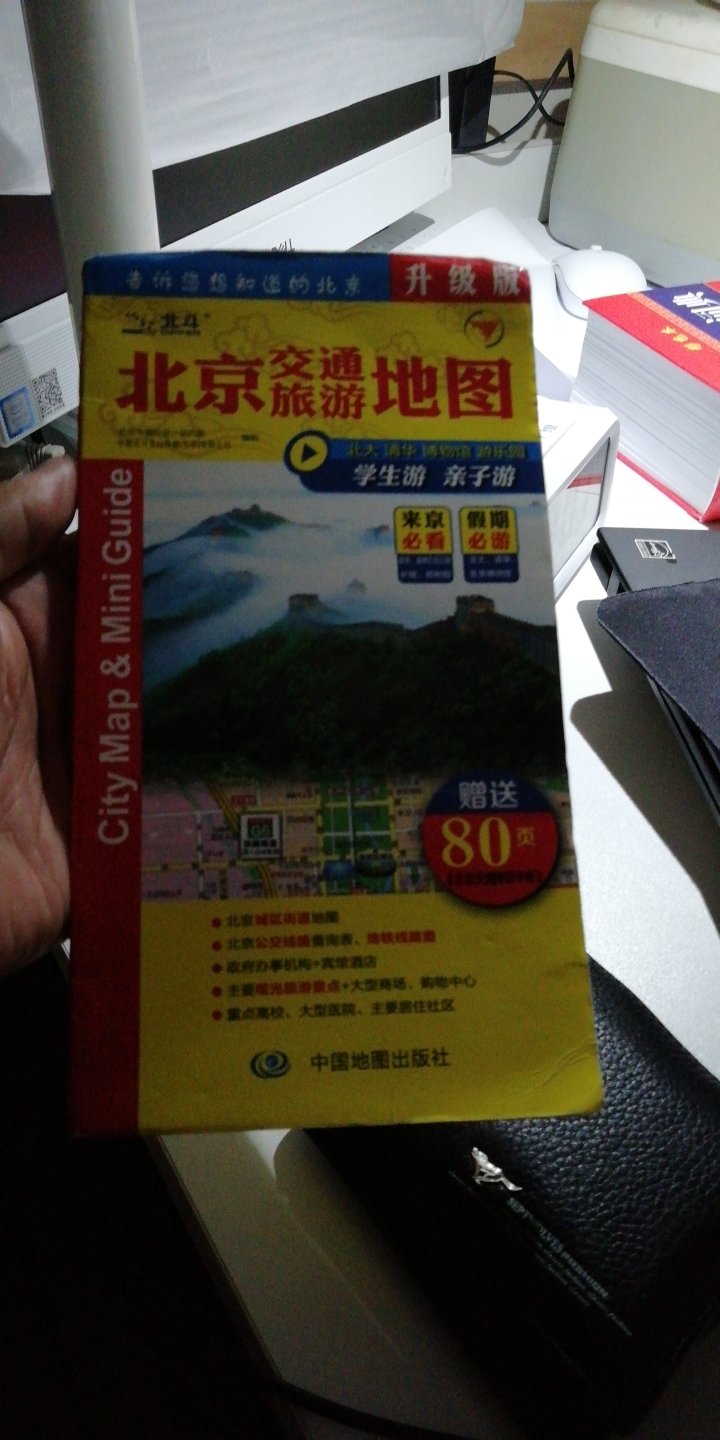 告诉您想知道的北京
升级版
北斗
北京交通旅游地图
北大 清华 博物馆 游乐园
学生游 亲子游
来京必看
假期必游
City Map & Mini Guide
赠送
80页
北京城区街道地图
北京公交线路查询表、地铁线路图
政府办事机构+宾馆酒店
主要观光旅游景点+大型商场、购物中心
重点高校、大型医院、主要居住社区
中国地图出版社